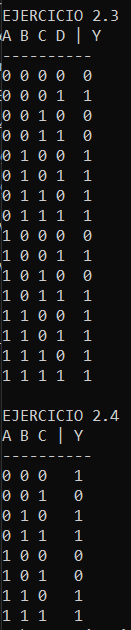 EJERCICIO 2.3
A B C D | Y
----------
0 0 0 0  0
0 0 0 1  1
0 0 1 0  0
0 0 1 1  0
0 1 0 0  1
0 1 0 1  1
0 1 1 0  1
0 1 1 1  1
1 0 0 0  0
1 0 0 1  1
1 0 1 0  0
1 0 1 1  1
1 1 0 0  1
1 1 0 1  1
1 1 1 0  1
1 1 1 1  1

EJERCICIO 2.4
A B C | Y
----------
0 0 0   1
0 0 1   0
0 1 0   1
0 1 1   1
1 0 0   0
1 0 1   0
1 1 0   1
1 1 1   1